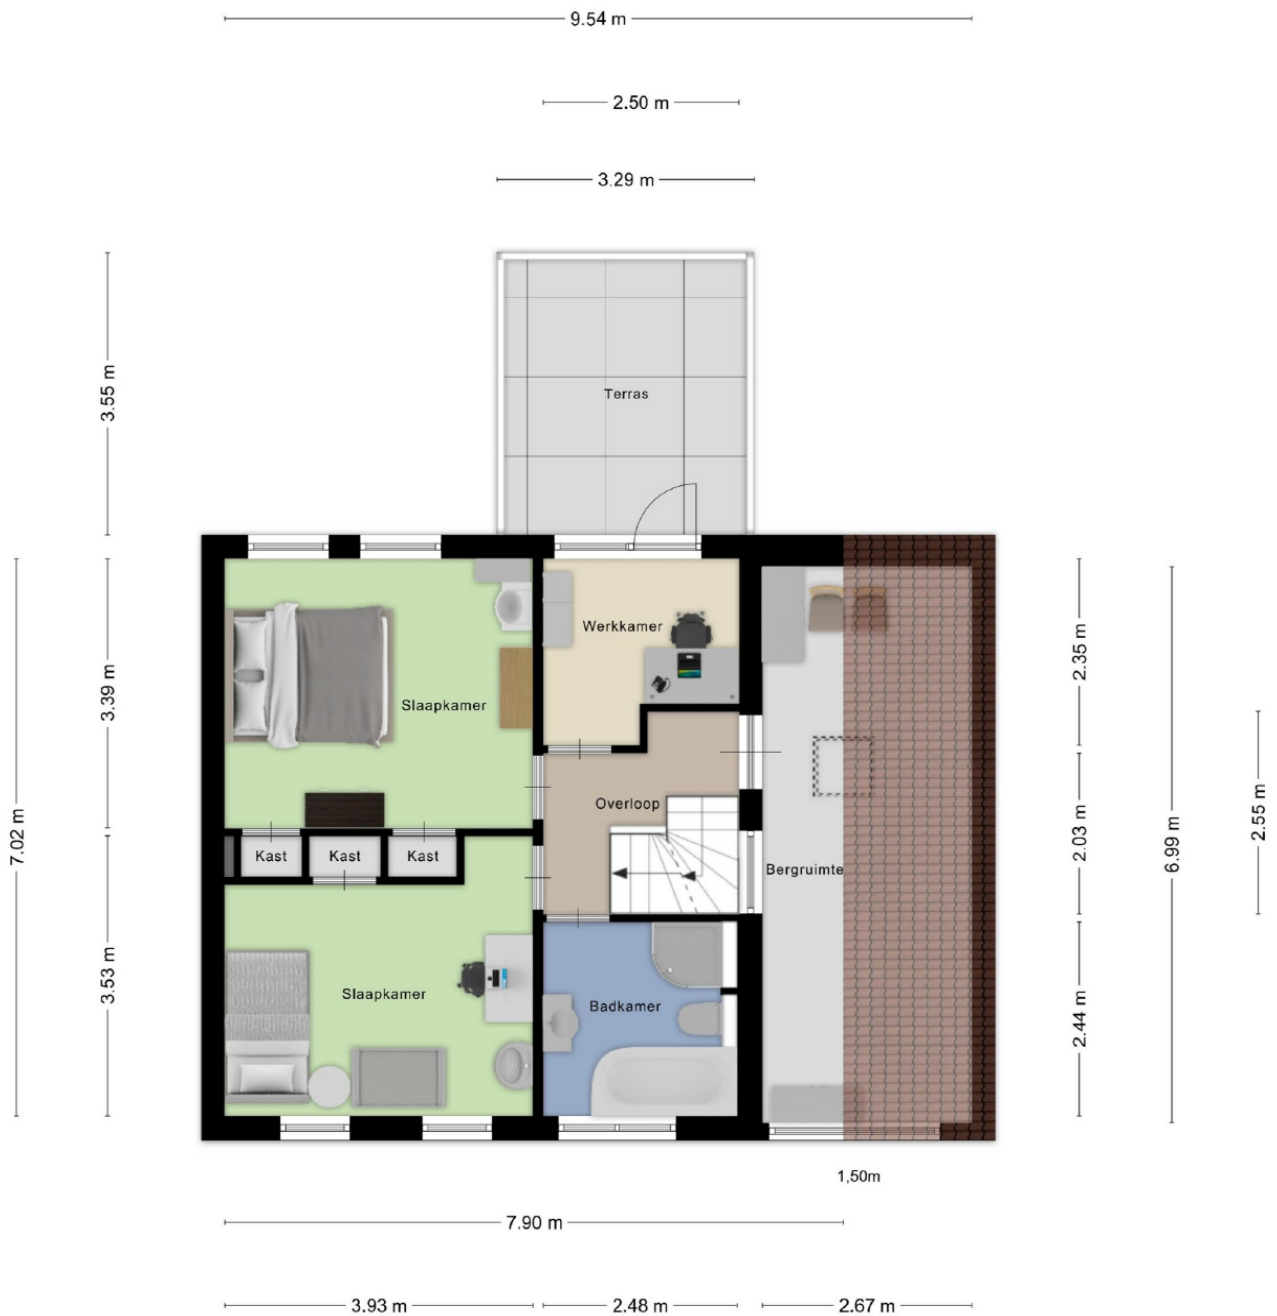 9.54 m
2.50 m
3.29 m
3.55 m
Terras
Werkkamer
2.35 m
3.39 m
Slaapkamer
7.02 m
Overloop
2.03 m
6.99 m
2.55 m
Kast
Kast
Kast
Bergruimte
3.53 m
Slaapkamer
Badkamer
2.44 m
1,50m
7.90 m
3.93 m
2.48 m
2.67 m